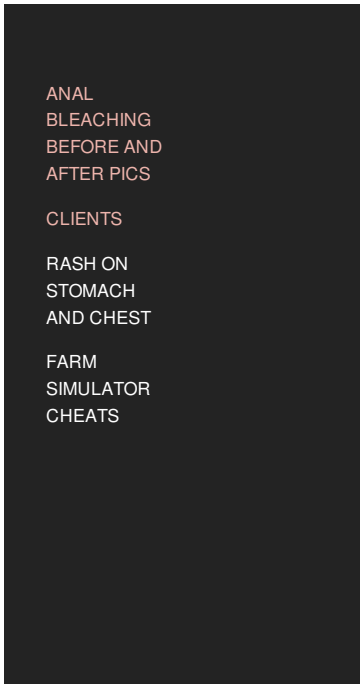 ANAL
BLEACHING
BEFORE AND
AFTER PICS
CLIENTS
RASH ON
STOMACH
AND CHEST
FARM
SIMULATOR
CHEATS